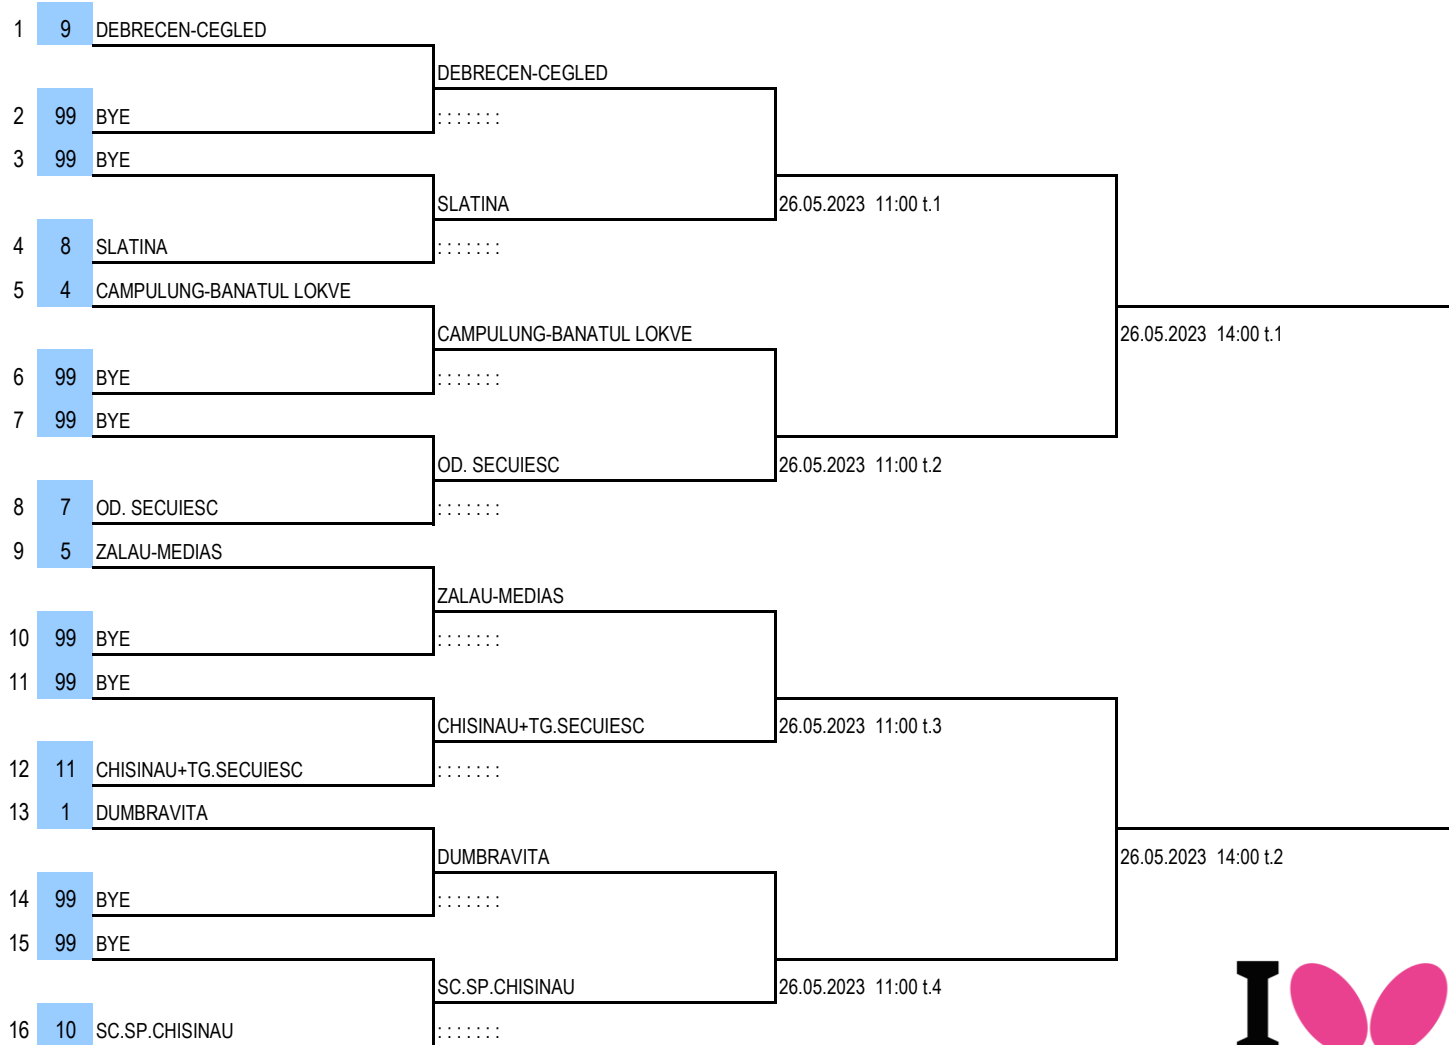 1 9 DEBRECEN-CEGLED
DEBRECEN-CEGLED
2 99 BYE : : : : : : :
3 99 BYE
SLATINA 26.05.2023 11:00 t.1
4 8 SLATINA : : : : : : :
5 4 CAMPULUNG-BANATUL LOKVE
CAMPULUNG-BANATUL LOKVE 26.05.2023 14:00 t.1
6 99 BYE : : : : : : :
7 99 BYE
OD. SECUIESC 26.05.2023 11:00 t.2
8 7 OD. SECUIESC : : : : : : :
9 5 ZALAU-MEDIAS
ZALAU-MEDIAS
10 99 BYE : : : : : : :
11 99 BYE
CHISINAU+TG.SECUIESC 26.05.2023 11:00 t.3
12 11 CHISINAU+TG.SECUIESC : : : : : : :
13 1 DUMBRAVITA
DUMBRAVITA 26.05.2023 14:00 t.2
14 99 BYE : : : : : : :
15 99 BYE
SC.SP.CHISINAU 26.05.2023 11:00 t.4
16 10 SC.SP.CHISINAU : : : : : : :
I